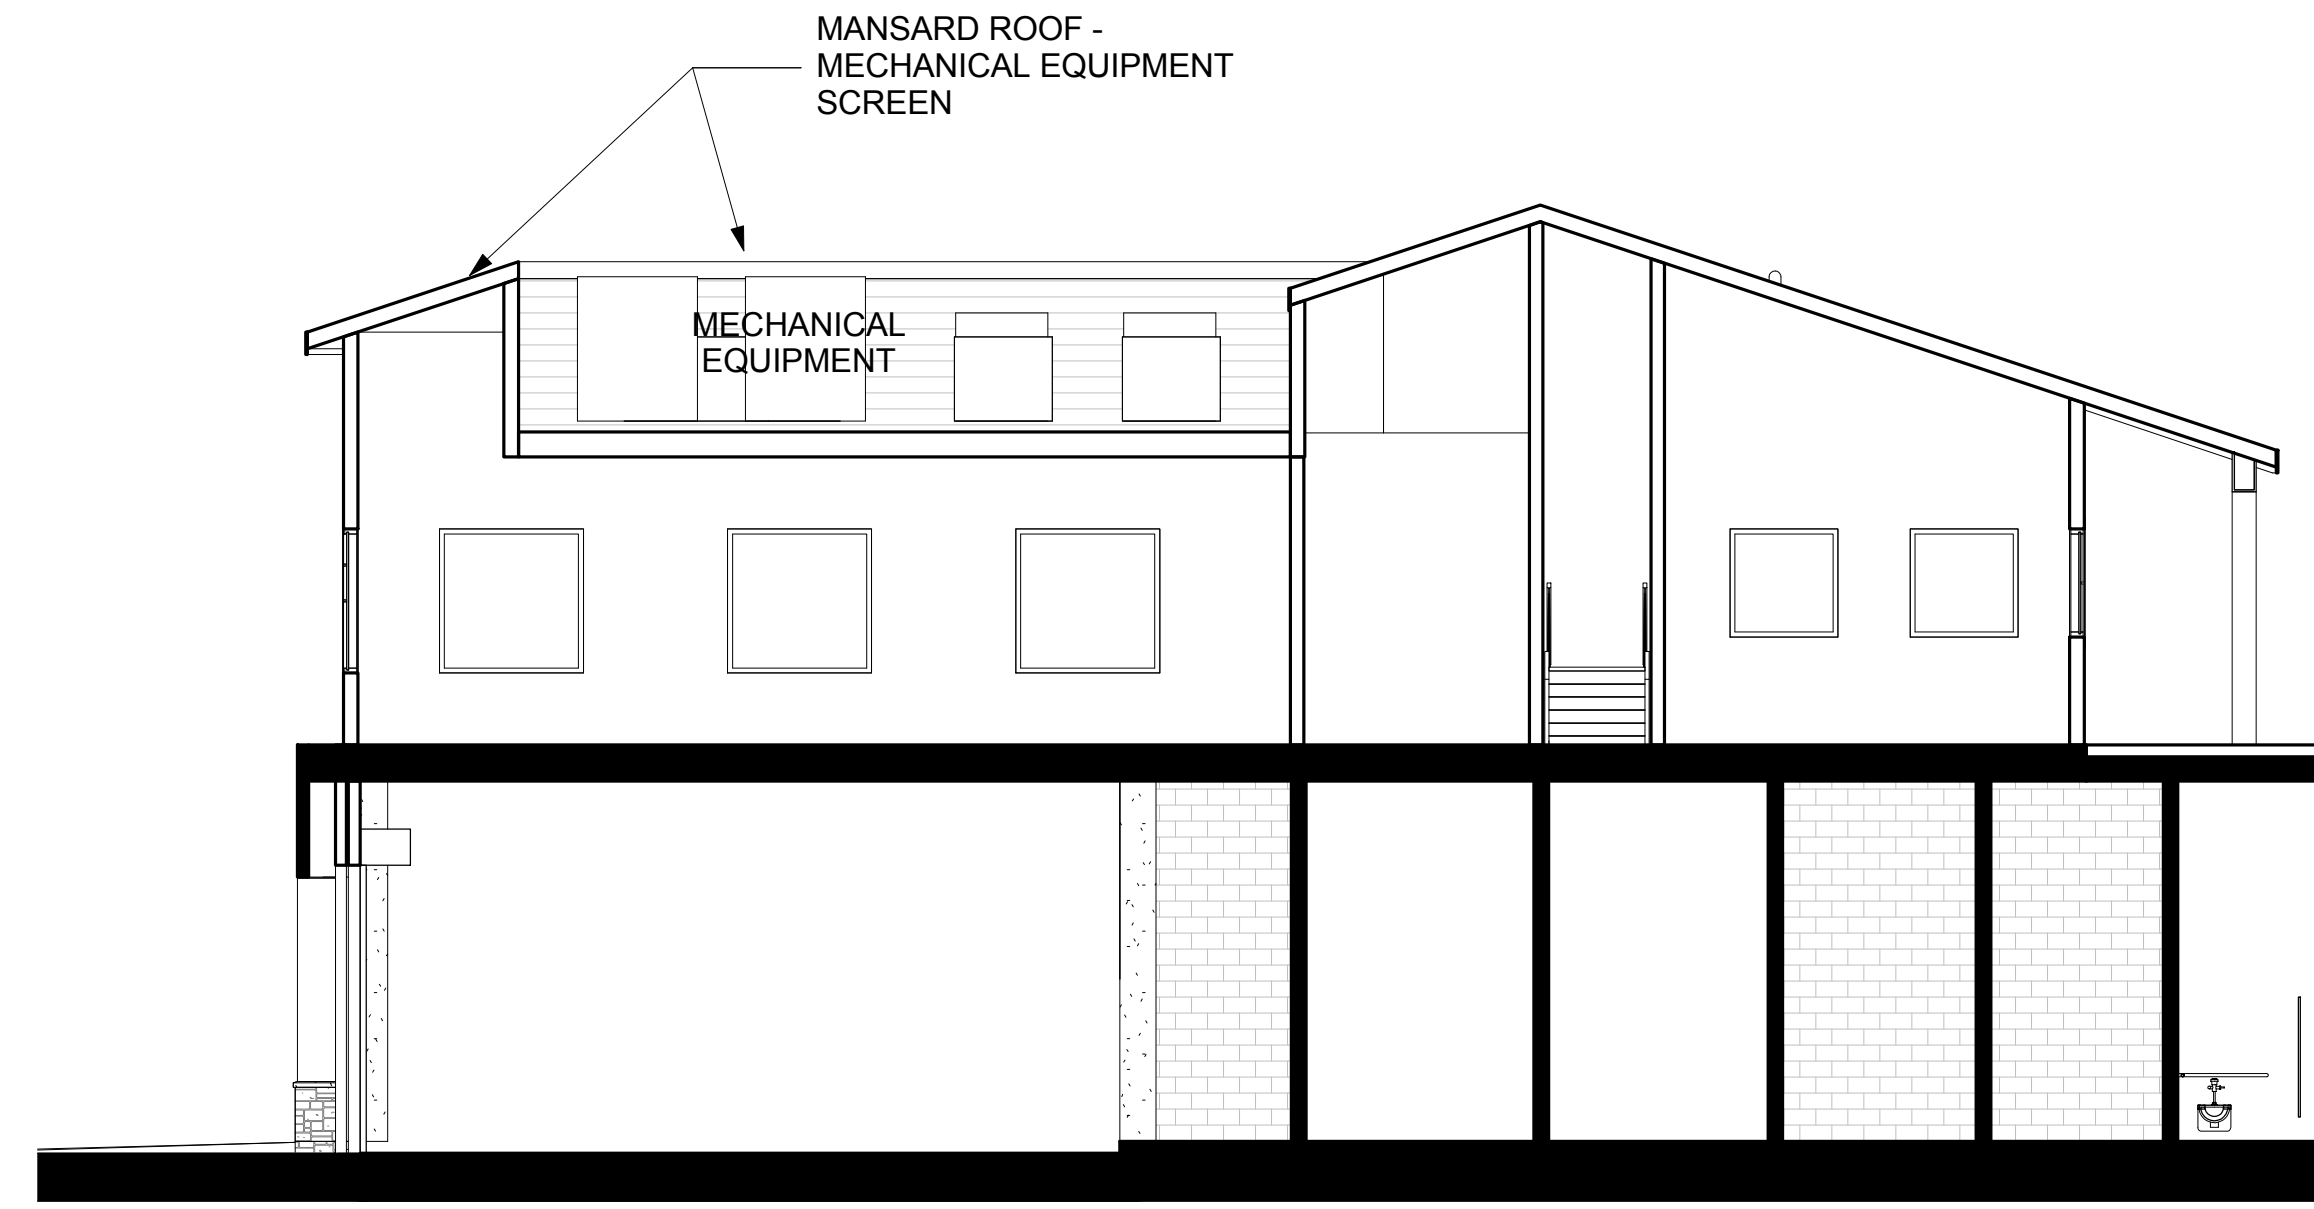 MANSARD ROOF -
MECHANICAL EQUIPMENT
SCREEN
MECHANICAL
EQUIPMENT